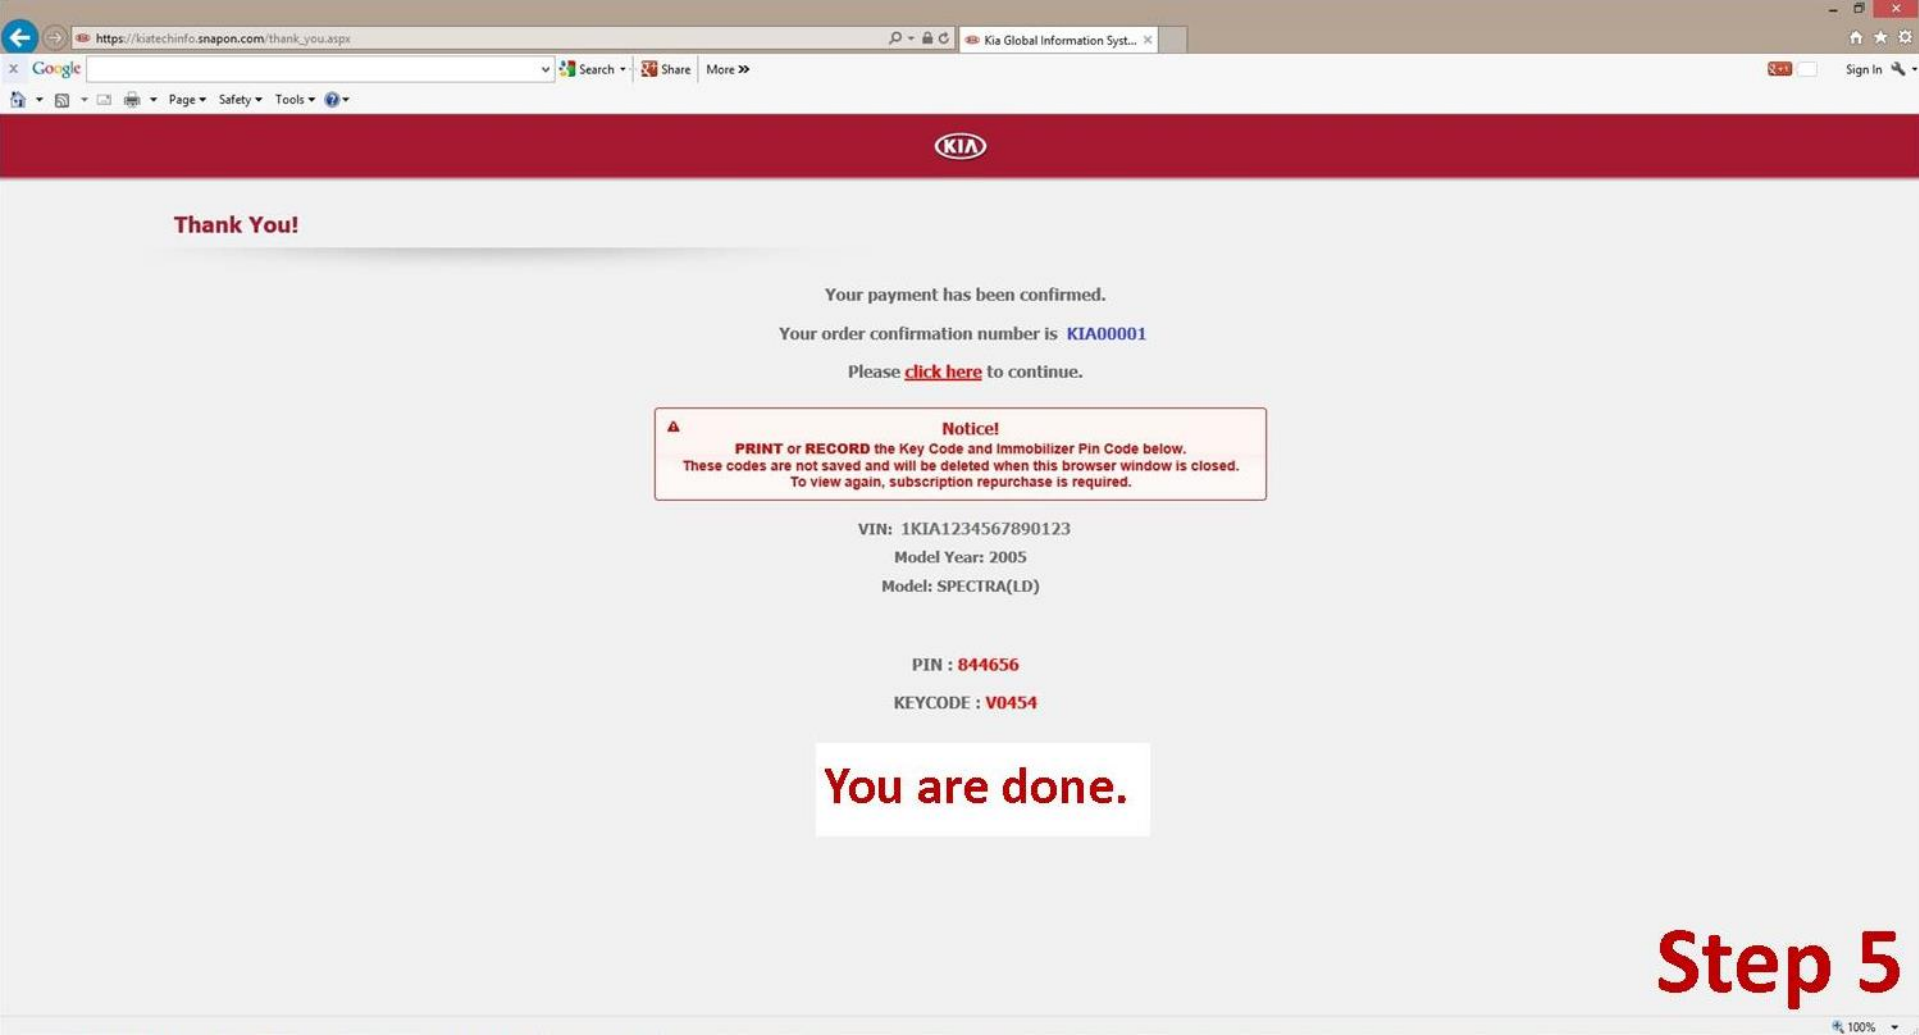 https://kiatechinfo.snapon.com/thank_you.aspx
Kia Global Information Syst...
Google
Search
Share
More »
Sign In
Page
Safety
Tools
KIA
Thank You!
Your payment has been confirmed.
Your order confirmation number is KIA00001
Please click here to continue.
Notice!
PRINT or RECORD the Key Code and Immobilizer Pin Code below.
These codes are not saved and will be deleted when this browser window is closed.
To view again, subscription repurchase is required.
VIN: 1KIA1234567890123
Model Year: 2005
Model: SPECTRA(LD)
PIN : 844656
KEYCODE : V0454
You are done.
Step 5
100%